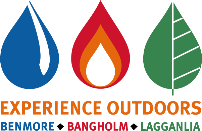 EXPERIENCE OUTDOORS
BENMORE ◆ BANGHOLM ◆ LAGGANLIA